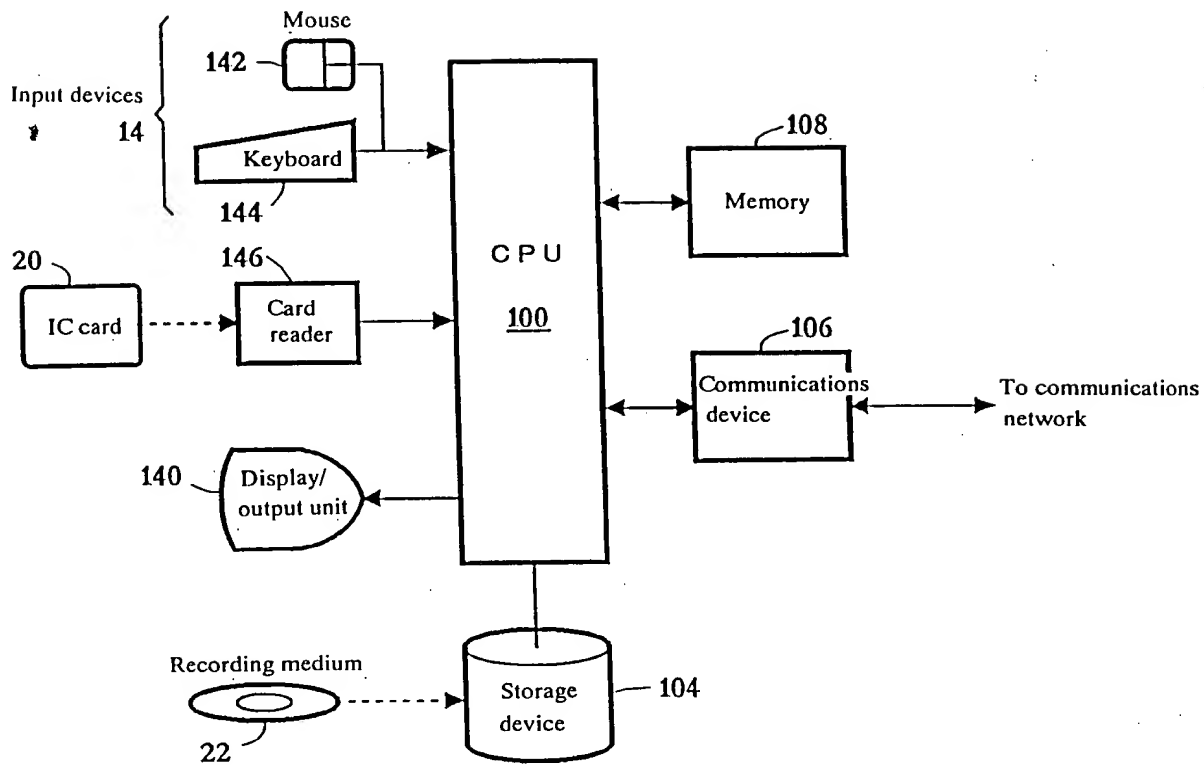 Mouse
142
Input devices
14
Keyboard
144
108
Memory
CPU
100
20
IC card
146
Card
reader
106
Communications
device
To communications
network
140
Display/
output unit
Recording medium
22
Storage
device
104